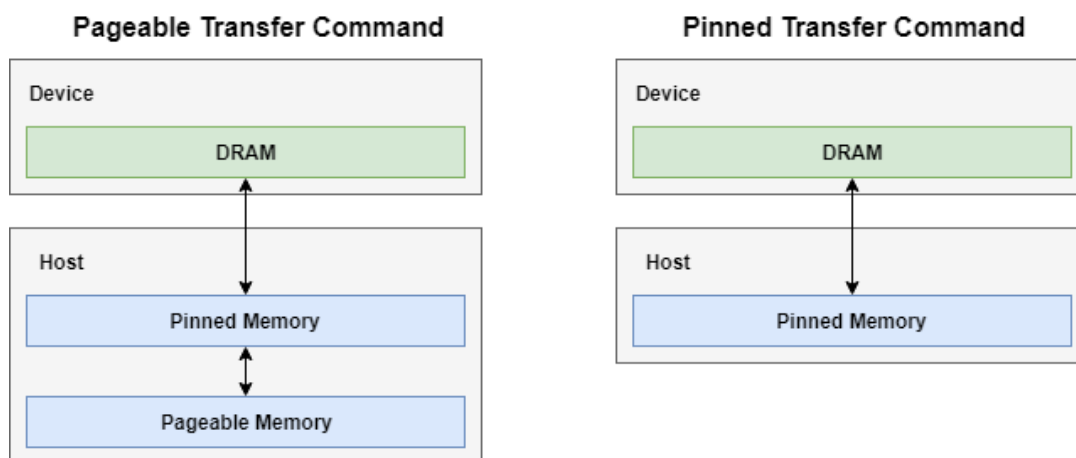 Pageable Transfer Command
Device
DRAM
Host
Pinned Memory
Pageable Memory
Pinned Transfer Command
Device
DRAM
Host
Pinned Memory